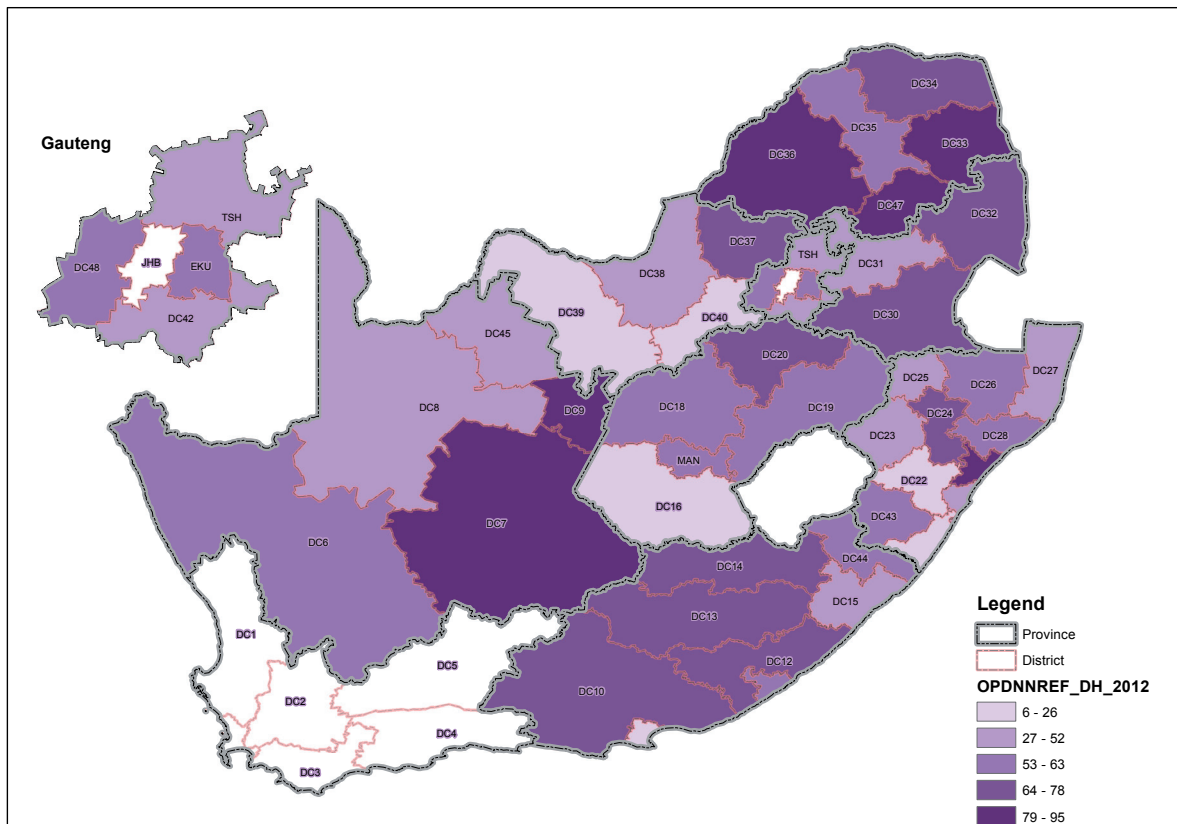 Gauteng
TSH
DC48
JHB
EKU
DC42
DC34
DC35
DC33
DC36
DC47
DC32
DC37
TSH
DC38
DC31
DC39
DC40
DC30
DC45
DC20
DC25
DC26
DC27
DC9
DC8
DC18
DC19
DC24
DC28
DC23
MAN
DC22
DC16
DC43
DC7
DC6
DC14
DC44
DC15
DC13
DC1
DC5
DC12
DC2
DC10
DC4
DC3
Legend
Province
District
OPDNNREF_DH_2012
6 - 26
27 - 52
53 - 63
64 - 78
79 - 95